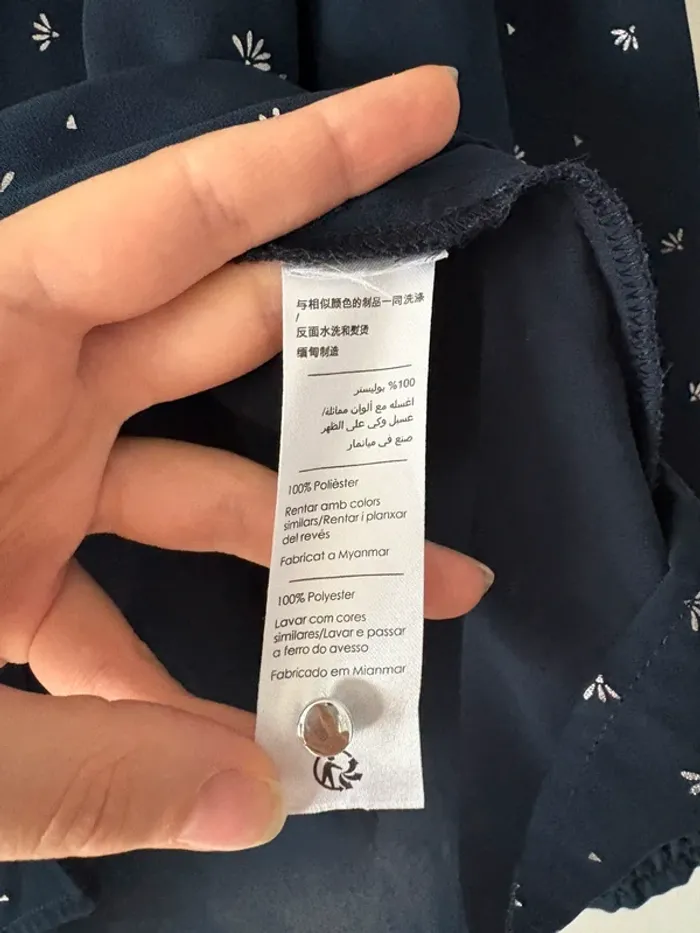 与相似颜色的制品一同洗涤
/
反面水洗和熨烫
缅甸制造
100% بوليستر
اغسله مع ألوان مماثلة/
غسيل وكي على الظهر
صنع في ميانمار
100% Polièster
Rentar amb colors
similars/Rentar i planxar
del revés
Fabricat a Myanmar
100% Polyester
Lavar com cores
similares/Lavar e passar
a ferro do avesso
Fabricado em Mianmar